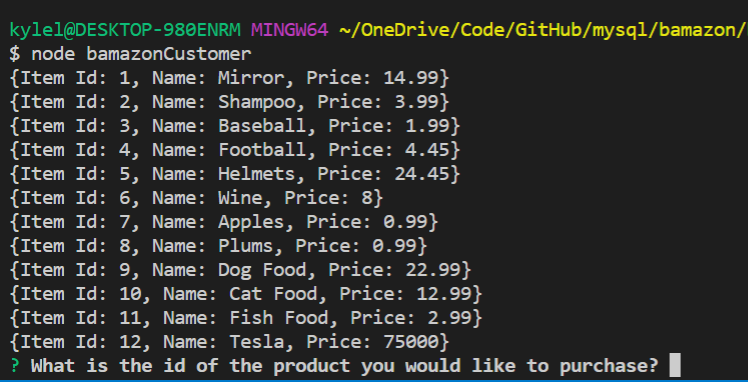 kylel@DESKTOP-980ENRM MINGW64 ~/OneDrive/Code/GitHub/mysql/bamazon/
$ node bamazonCustomer
{Item Id: 1, Name: Mirror, Price: 14.99}
{Item Id: 2, Name: Shampoo, Price: 3.99}
{Item Id: 3, Name: Baseball, Price: 1.99}
{Item Id: 4, Name: Football, Price: 4.45}
{Item Id: 5, Name: Helmets, Price: 24.45}
{Item Id: 6, Name: Wine, Price: 8}
{Item Id: 7, Name: Apples, Price: 0.99}
{Item Id: 8, Name: Plums, Price: 0.99}
{Item Id: 9, Name: Dog Food, Price: 22.99}
{Item Id: 10, Name: Cat Food, Price: 12.99}
{Item Id: 11, Name: Fish Food, Price: 2.99}
{Item Id: 12, Name: Tesla, Price: 75000}
? What is the id of the product you would like to purchase?